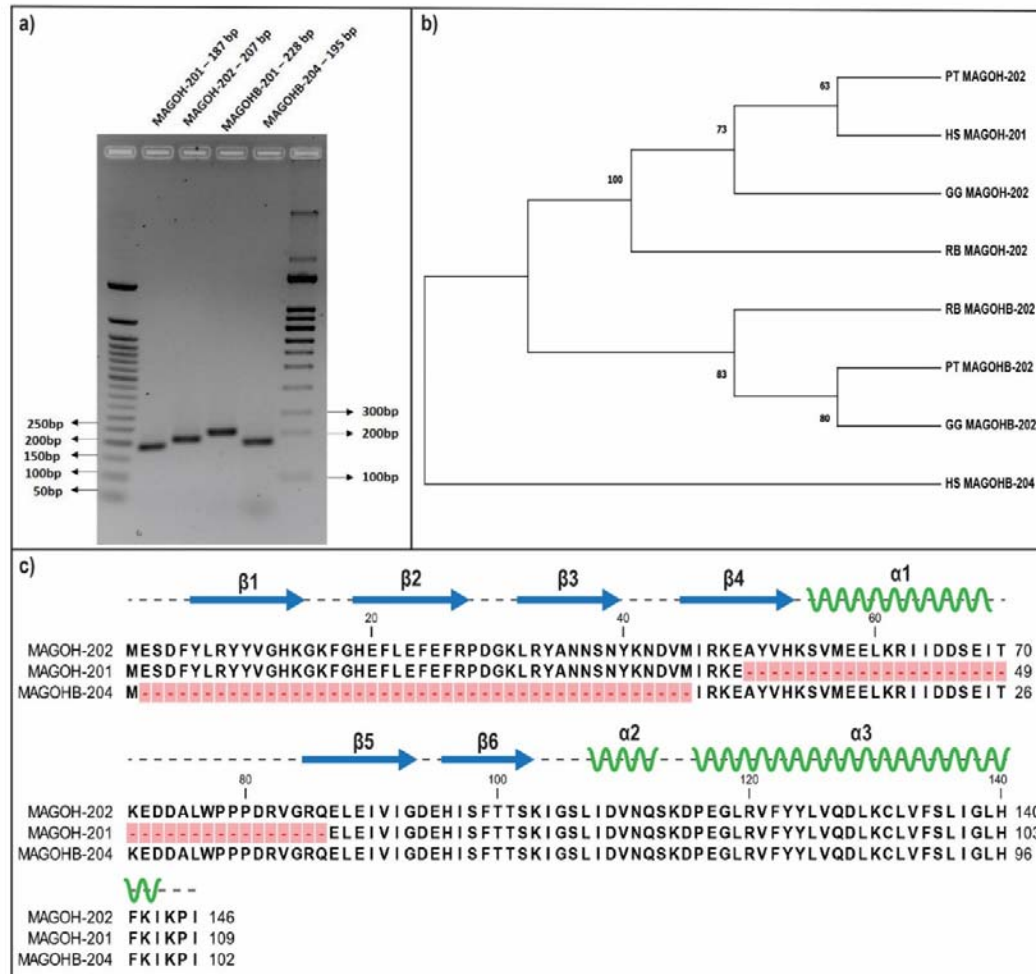 a)
MAGOH-201 – 187 bp
MAGOH-202 – 207 bp
MAGOHB-201 – 228 bp
MAGOHB-204 – 195 bp
250bp
200bp
150bp
100bp
50bp
300bp
200bp
100bp
b)
PT MAGOH-202
63
HS MAGOH-201
73
GG MAGOH-202
100
RB MAGOH-202
RB MAGOHB-202
PT MAGOHB-202
83
80
GG MAGOHB-202
HS MAGOHB-204
c)
β1 β2 β3 β4 α1
20 40 60
MAGOH-202 MESDFYLRYYVGHKGKFGHEFLEFEFRPDGKLRYANNSNYKNDVMIRKEAYVHKSVMEELKRIIDDSEIT 70
MAGOH-201 MESDFYLRYYVGHKGKFGHEFLEFEFRPDGKLRYANNSNYKNDVMIRKE--------------------- 49
MAGOHB-204 M--------------------------------------------IRKEAYVHKSVMEELKRIIDDSEIT 26
β5 β6 α2 α3
80 100 120 140
MAGOH-202 KEDDALWPPPDRVGRQELEIVIGDEHISFTTSKIGSLIDVNQSKDPEGLRVFYYLVQDLKCLVFSLIGLH 140
MAGOH-201 ----------------ELEIVIGDEHISFTTSKIGSLIDVNQSKDPEGLRVFYYLVQDLKCLVFSLIGLH 103
MAGOHB-204 KEDDALWPPPDRVGRQELEIVIGDEHISFTTSKIGSLIDVNQSKDPEGLRVFYYLVQDLKCLVFSLIGLH 96
MAGOH-202 FKIKPI 146
MAGOH-201 FKIKPI 109
MAGOHB-204 FKIKPI 102